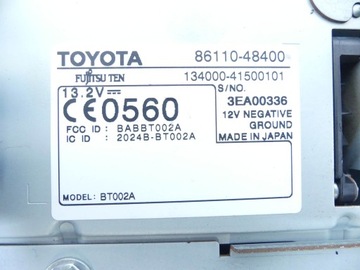 TOYOTA 86110-48400
FUJITSU TEN 134000-41500101
13.2V⎓ S/NO.
CE0560 3EA00336
12V NEGATIVE
FCC ID : BABBT002A GROUND
IC ID : 2024B-BT002A MADE IN JAPAN
MODEL: BT002A